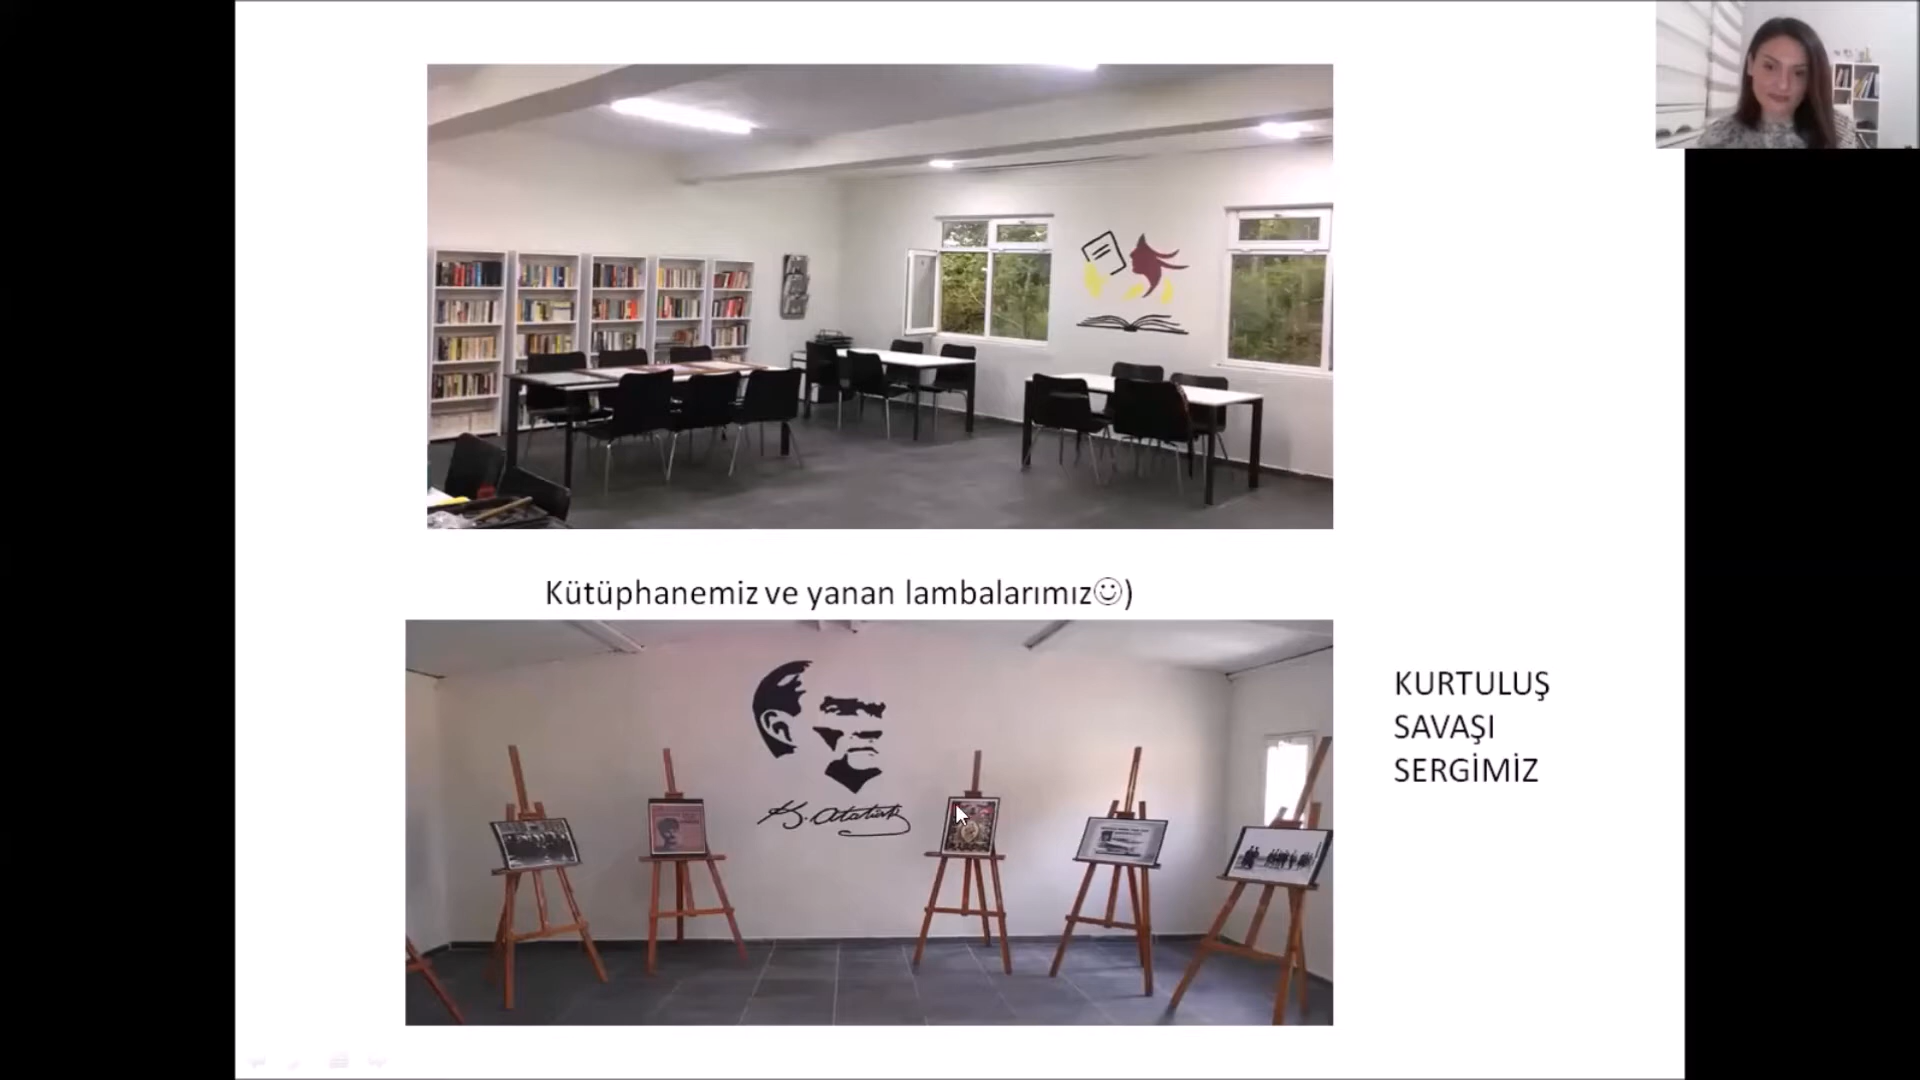 Kütüphanemiz ve yanan lambalarımız☺)
K. Atatürk
KURTULUŞ
SAVAŞI
SERGİMİZ